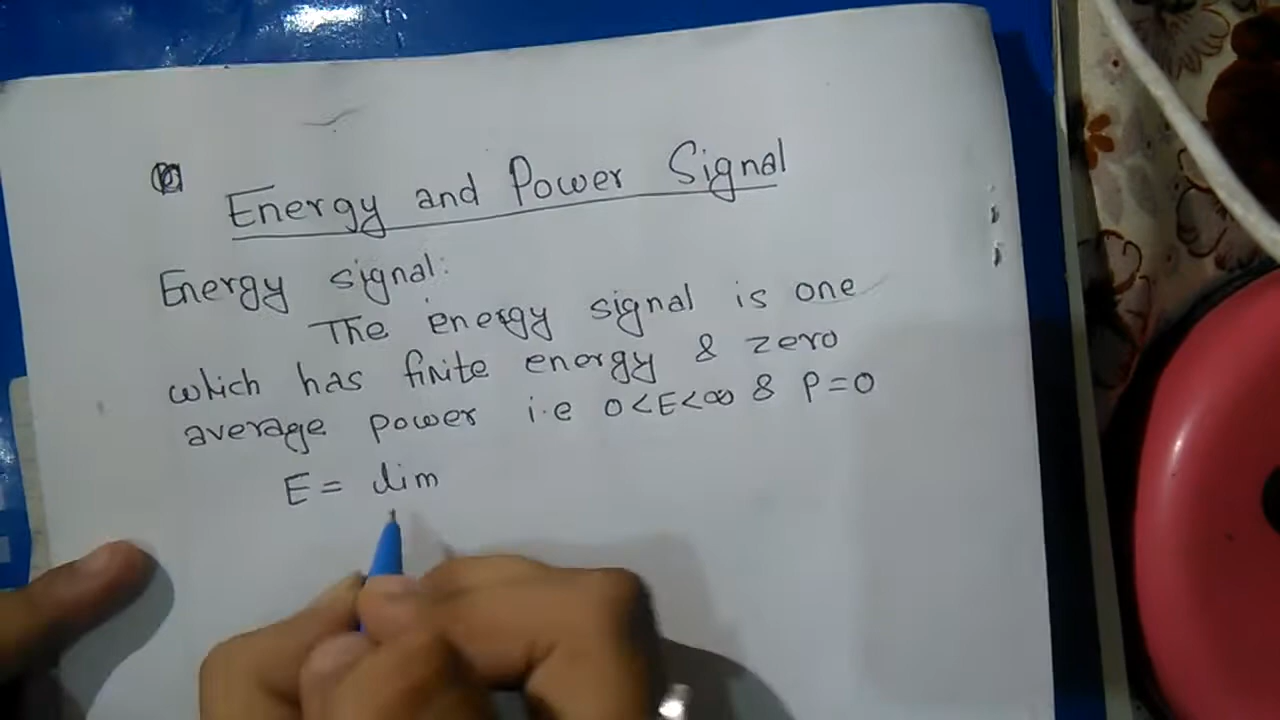 Energy and Power Signal
Energy signal:
The energy signal is one
which has finite energy & zero
average power i.e 0<E<∞ & P=0
E = lim